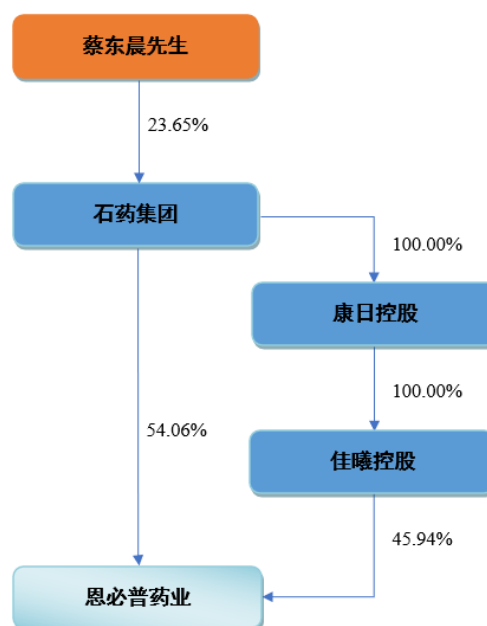 蔡东晨先生
23.65%
石药集团
100.00%
康日控股
100.00%
54.06%
佳曦控股
45.94%
恩必普药业